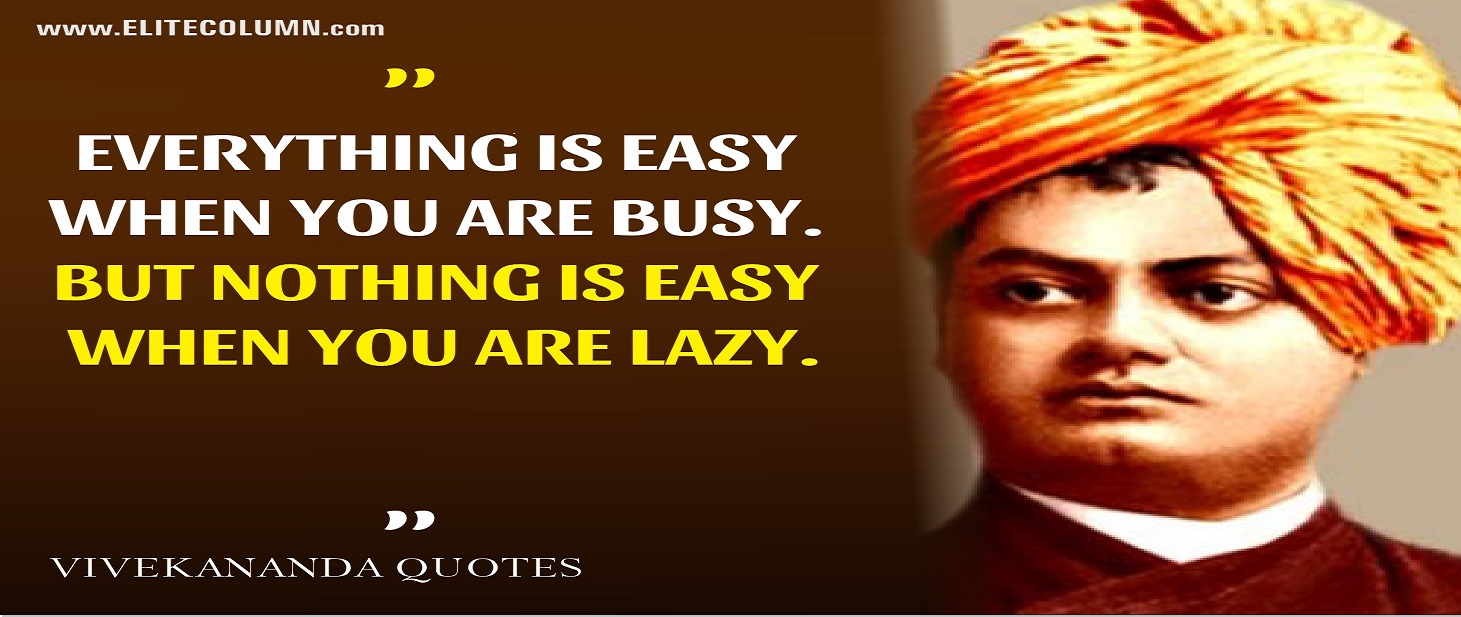 www.ELITECOLUMN.com
”
EVERYTHING IS EASY
WHEN YOU ARE BUSY.
BUT NOTHING IS EASY
WHEN YOU ARE LAZY.
”
VIVEKANANDA QUOTES